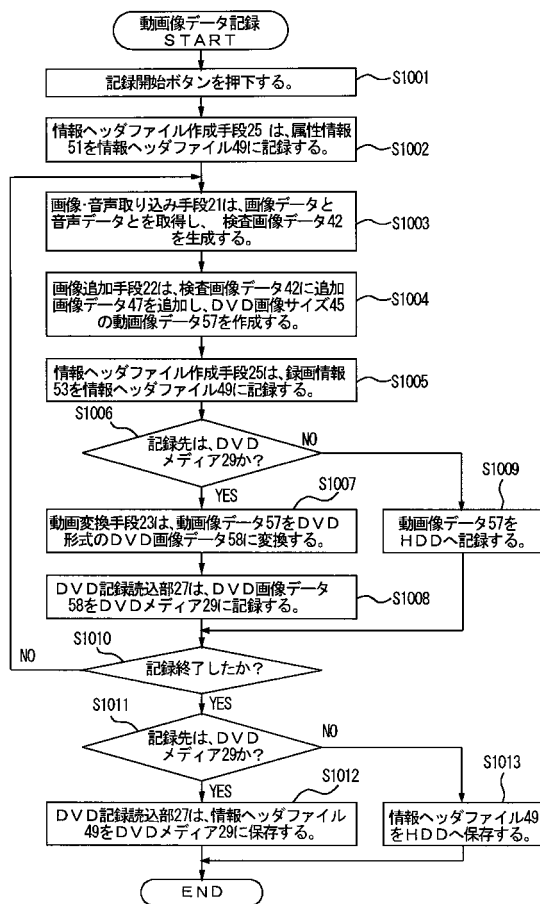 動画像データ記録
START
記録開始ボタンを押下する。
S1001
情報ヘッダファイル作成手段25 は、属性情報
51を情報ヘッダファイル49に記録する。
S1002
画像・音声取り込み手段21は、画像データと
音声データとを取得し、 検査画像データ42
を生成する。
S1003
画像追加手段22は、検査画像データ42に追加
画像データ47を追加し、DVD画像サイズ45
の動画像データ57を作成する。
S1004
情報ヘッダファイル作成手段25は、録画情報
53を情報ヘッダファイル49に記録する。
S1005
S1006
記録先は、DVD
メディア29か?
NO
YES
S1007
動画変換手段23は、動画像データ57をDVD
形式のDVD画像データ58に変換する。
S1009
動画像データ57を
HDDへ記録する。
DVD記録読込部27は、DVD画像データ
58をDVDメディア29に記録する。
S1008
S1010
NO
記録終了したか?
YES
S1011
記録先は、DVD
メディア29か?
NO
YES
S1012
DVD記録読込部27は、情報ヘッダファイル
49をDVDメディア29に保存する。
S1013
情報ヘッダファイル49
をHDDへ保存する。
END